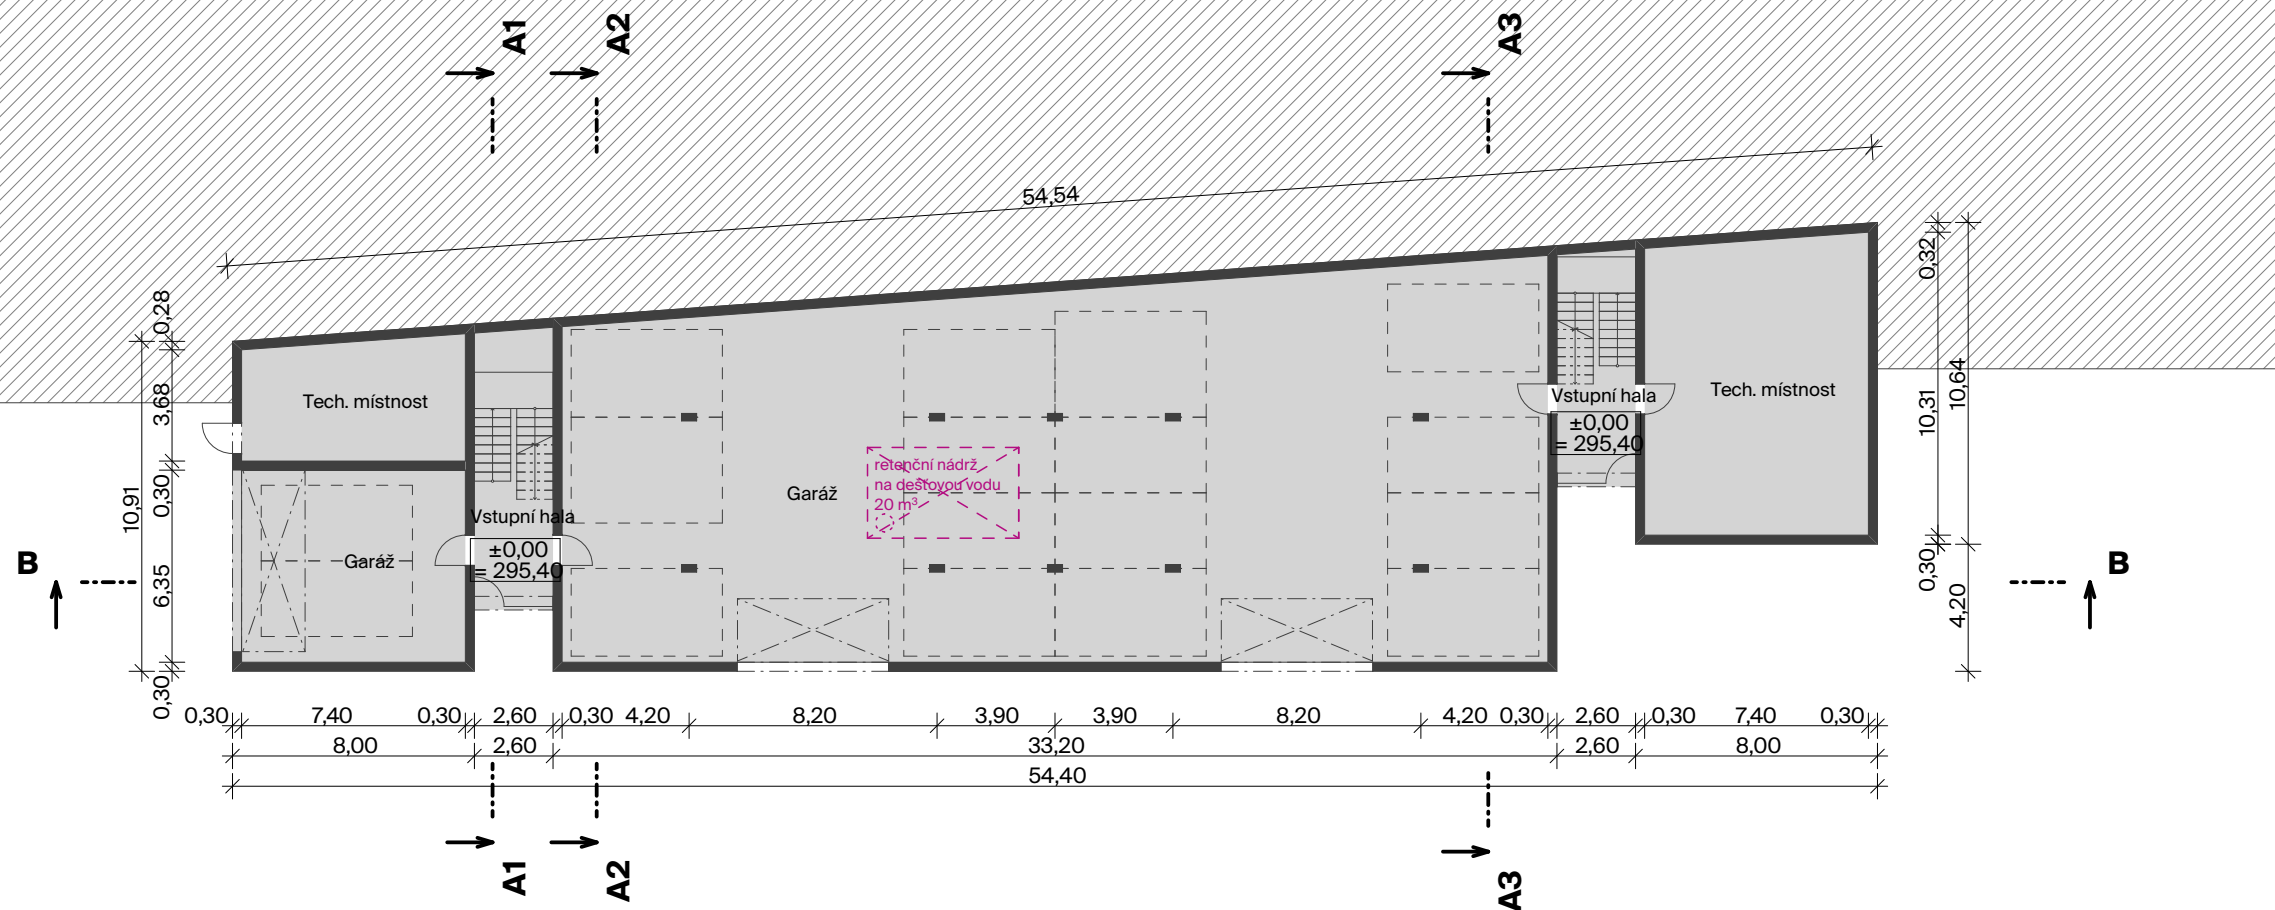 A1
A2
A3
54,54
0,28
3,68
0,30
10,91
6,35
0,30
0,32
10,64
10,31
0,30
4,20
Tech. místnost
Vstupní hala
±0,00
= 295,40
Tech. místnost
retenční nádrž
na dešťovou vodu
20 m³
Garáž
Vstupní hala
±0,00
= 295,40
Garáž
B
B
0,30 7,40 0,30 2,60 0,30 4,20 8,20 3,90 3,90 8,20 4,20 0,30 2,60 0,30 7,40 0,30
8,00 2,60 33,20 2,60 8,00
54,40
A1
A2
A3